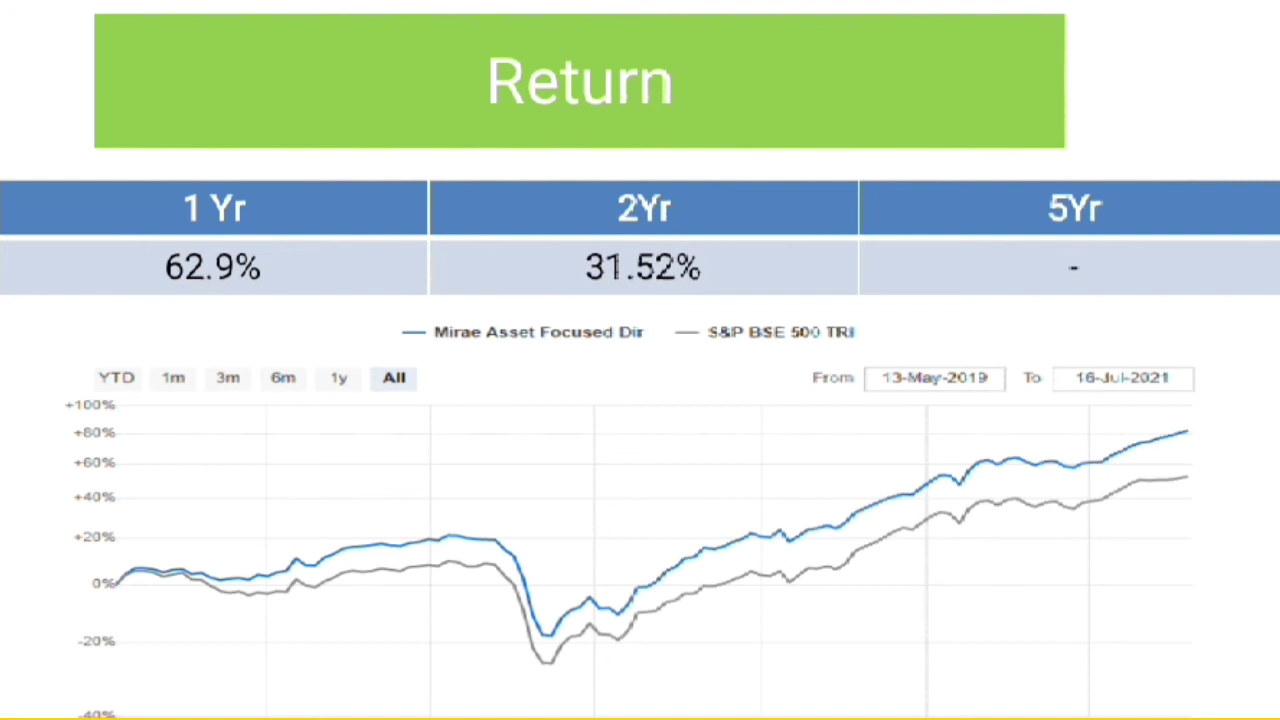 Return
1 Yr 2Yr 5Yr
62.9% 31.52% -
Mirae Asset Focused Dir S&P BSE 500 TRI
YTD 1m 3m 6m 1y All From 13-May-2019 To 16-Jul-2021
+100%
+80%
+60%
+40%
+20%
0%
-20%
-40%